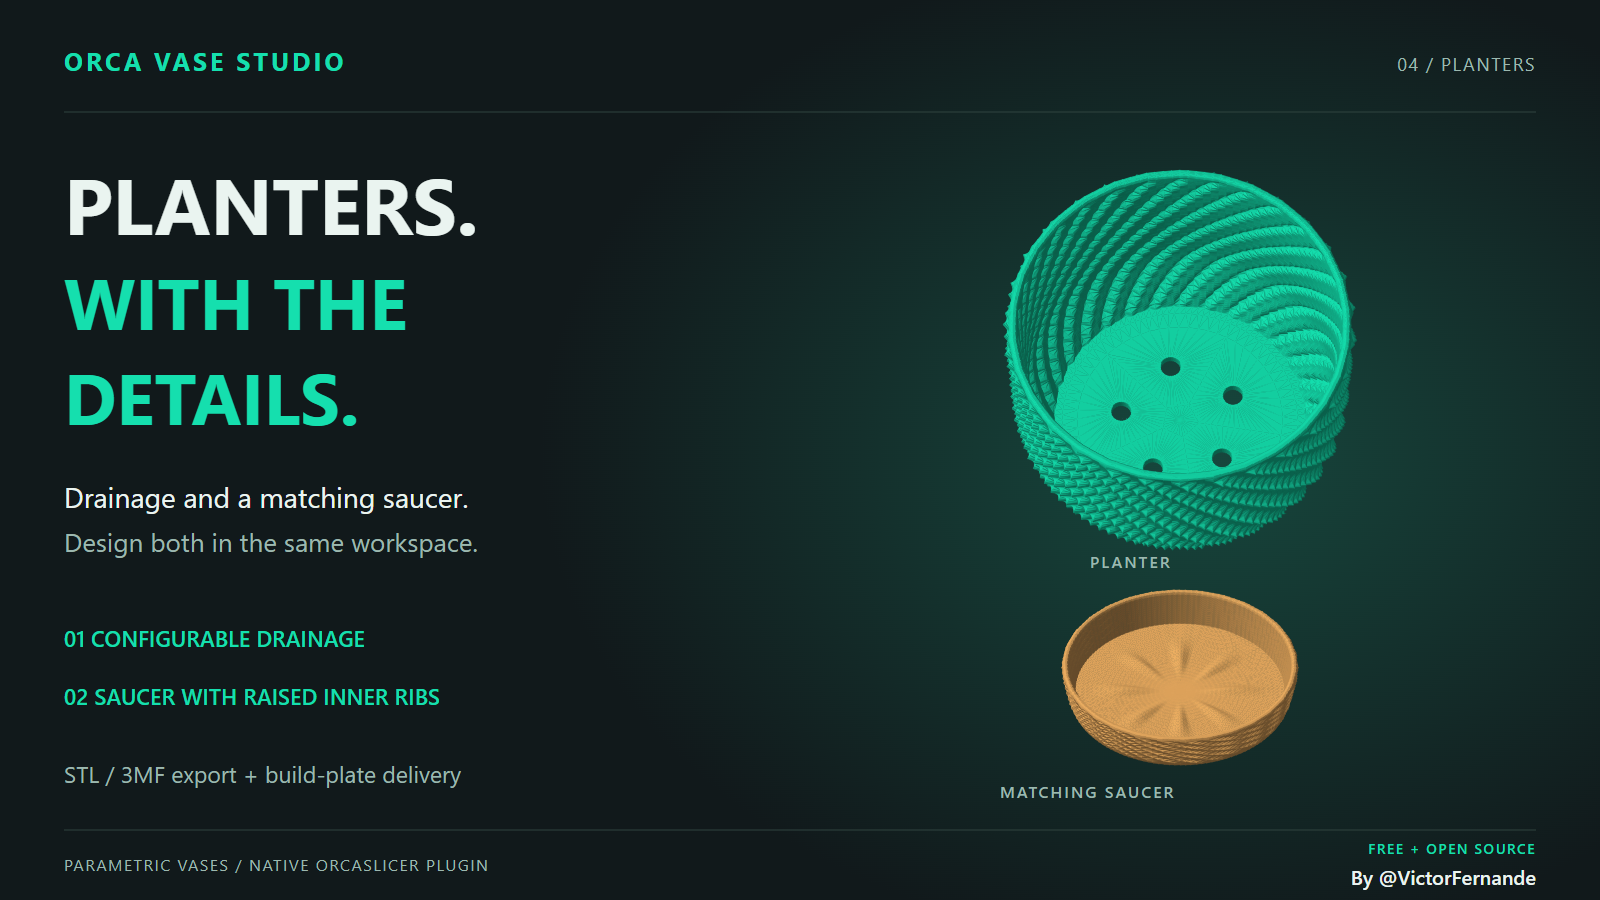 ORCA VASE STUDIO
04 / PLANTERS
PLANTERS.
WITH THE
DETAILS.
Drainage and a matching saucer.
Design both in the same workspace.
01 CONFIGURABLE DRAINAGE
02 SAUCER WITH RAISED INNER RIBS
STL / 3MF export + build-plate delivery
PLANTER
MATCHING SAUCER
PARAMETRIC VASES / NATIVE ORCASLICER PLUGIN
FREE + OPEN SOURCE
By @VictorFernande